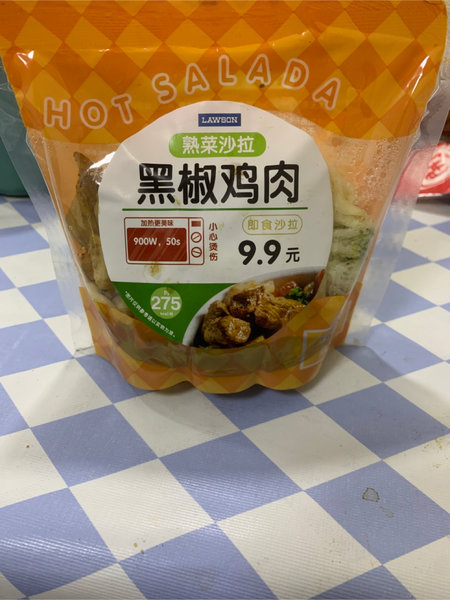 HOT SALADA
LAWSON
熟菜沙拉
黑椒鸡肉
加热更美味
900W，50s
小心烫伤
即食沙拉
9.9元
约
275